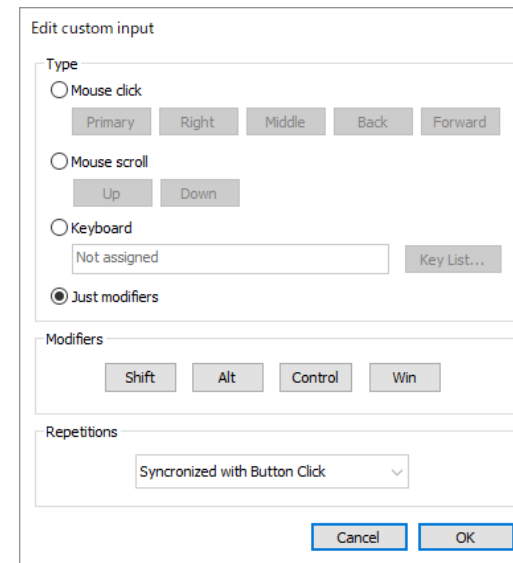 Edit custom input
Type
Mouse click
Primary Right Middle Back Forward
Mouse scroll
Up Down
Keyboard
Not assigned Key List...
Just modifiers
Modifiers
Shift Alt Control Win
Repetitions
Syncronized with Button Click
Cancel OK